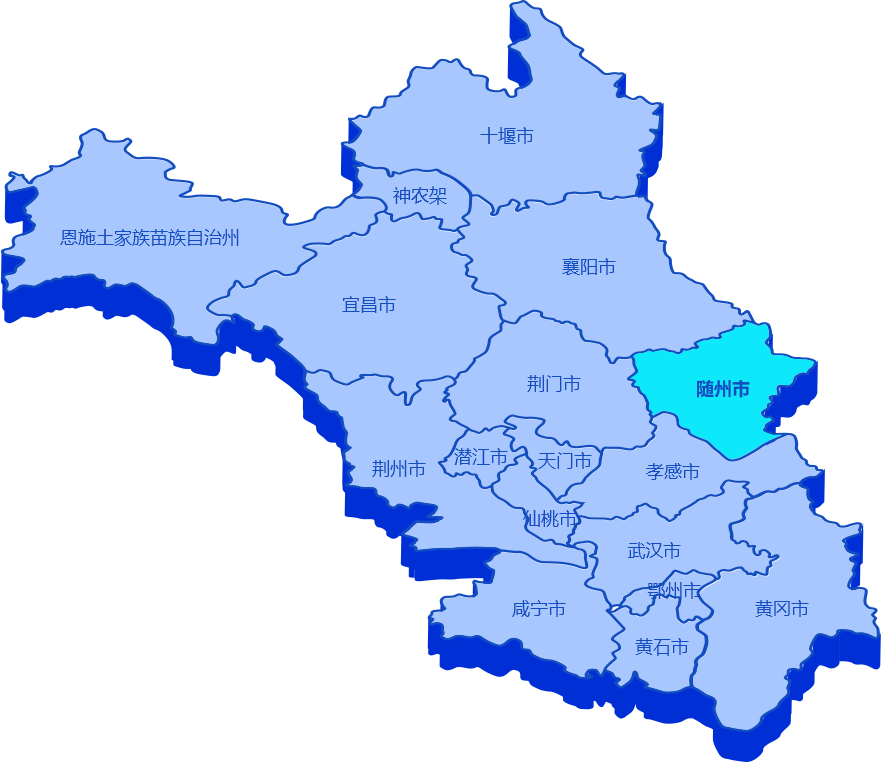 十堰市
神农架
恩施土家族苗族自治州
襄阳市
宜昌市
荆门市
随州市
荆州市
潜江市
天门市
孝感市
仙桃市
武汉市
鄂州市
咸宁市
黄冈市
黄石市